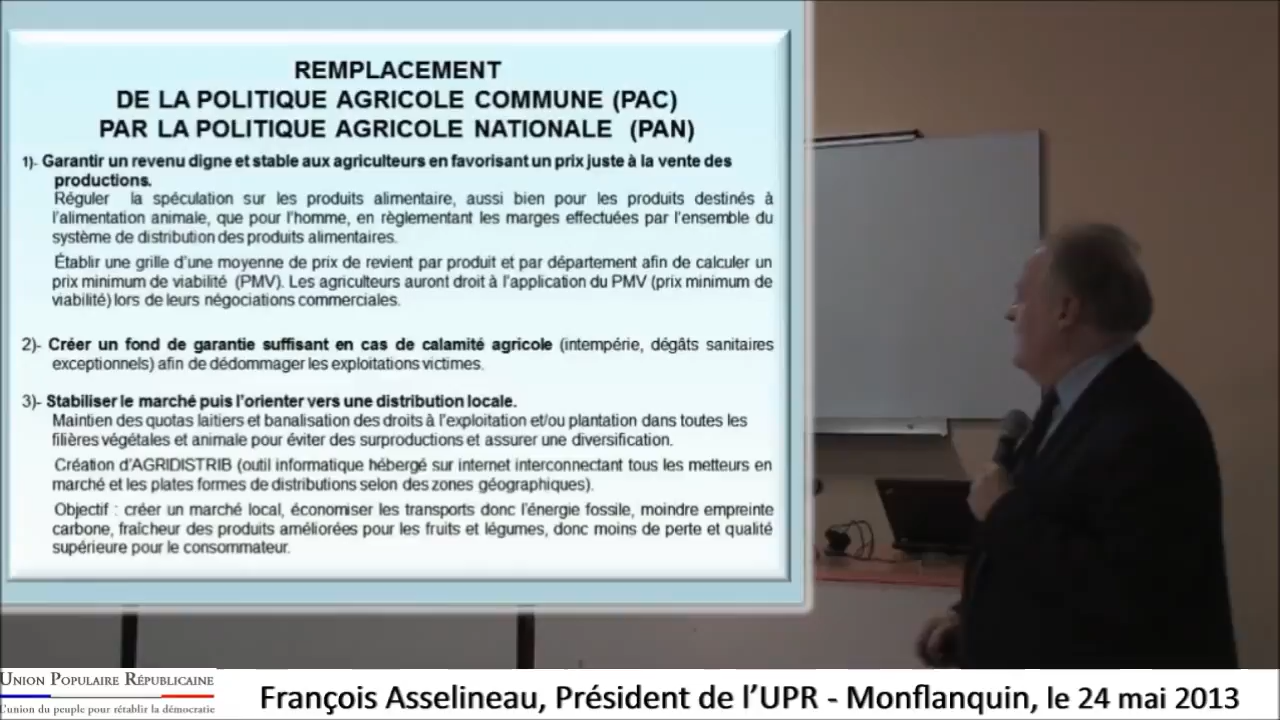 REMPLACEMENT
DE LA POLITIQUE AGRICOLE COMMUNE (PAC)
PAR LA POLITIQUE AGRICOLE NATIONALE (PAN)
1)- Garantir un revenu digne et stable aux agriculteurs en favorisant un prix juste à la vente des
productions.
Réguler la spéculation sur les produits alimentaire, aussi bien pour les produits destinés à
l'alimentation animale, que pour l'homme, en règlementant les marges effectuées par l'ensemble du
système de distribution des produits alimentaires.
Établir une grille d'une moyenne de prix de revient par produit et par département afin de calculer un
prix minimum de viabilité (PMV). Les agriculteurs auront droit à l'application du PMV (prix minimum de
viabilité) lors de leurs négociations commerciales.
2)- Créer un fond de garantie suffisant en cas de calamité agricole (intempérie, dégâts sanitaires
exceptionnels) afin de dédommager les exploitations victimes.
3)- Stabiliser le marché puis l'orienter vers une distribution locale.
Maintien des quotas laitiers et banalisation des droits à l'exploitation et/ou plantation dans toutes les
filières végétales et animale pour éviter des surproductions et assurer une diversification.
Création d'AGRIDISTRIB (outil informatique hébergé sur internet interconnectant tous les metteurs en
marché et les plates formes de distributions selon des zones géographiques).
Objectif : créer un marché local, économiser les transports donc l'énergie fossile, moindre empreinte
carbone, fraîcheur des produits améliorées pour les fruits et légumes, donc moins de perte et qualité
supérieure pour le consommateur.
UNION POPULAIRE RÉPUBLICAINE
L'union du peuple pour rétablir la démocratie
François Asselineau, Président de l'UPR - Monflanquin, le 24 mai 2013